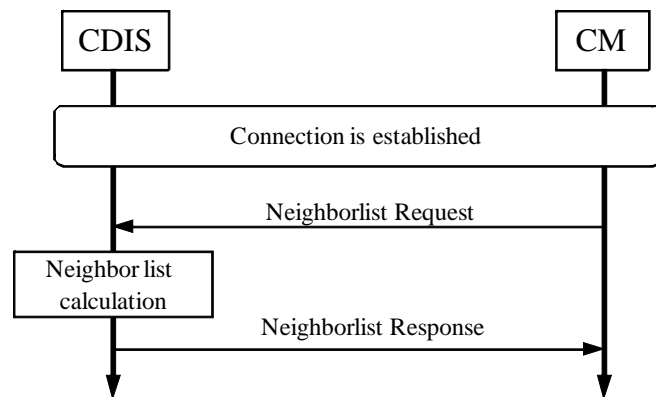 CDIS
CM
Connection is established
Neighborlist Request
Neighbor list
calculation
Neighborlist Response